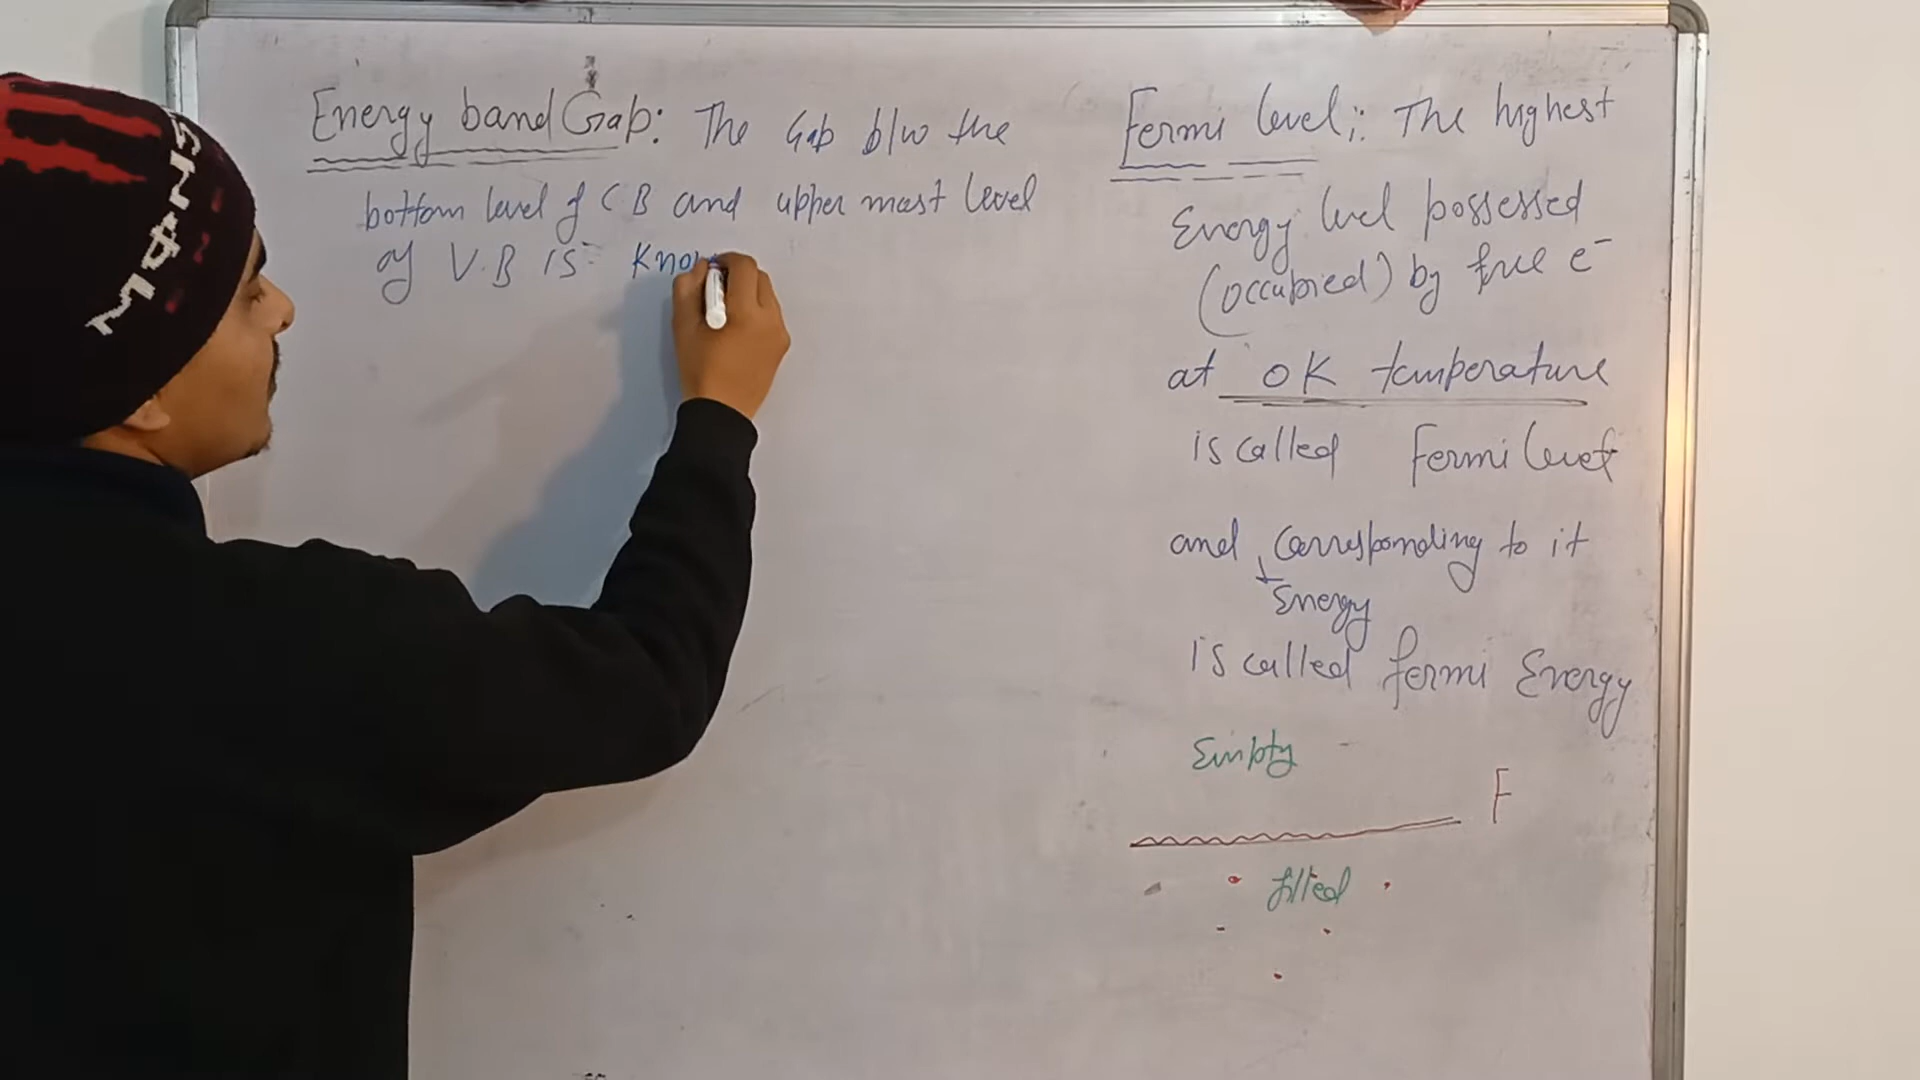 Energy band Gap: The Gap b/w the
bottom level of CB and upper most level
of V.B is know
Fermi level;: The highest
Energy level possessed
(occupied) by free e⁻
at 0K temperature
is called Fermi level
and corresponding to it
Energy
is called fermi Energy
Empty
F
filled